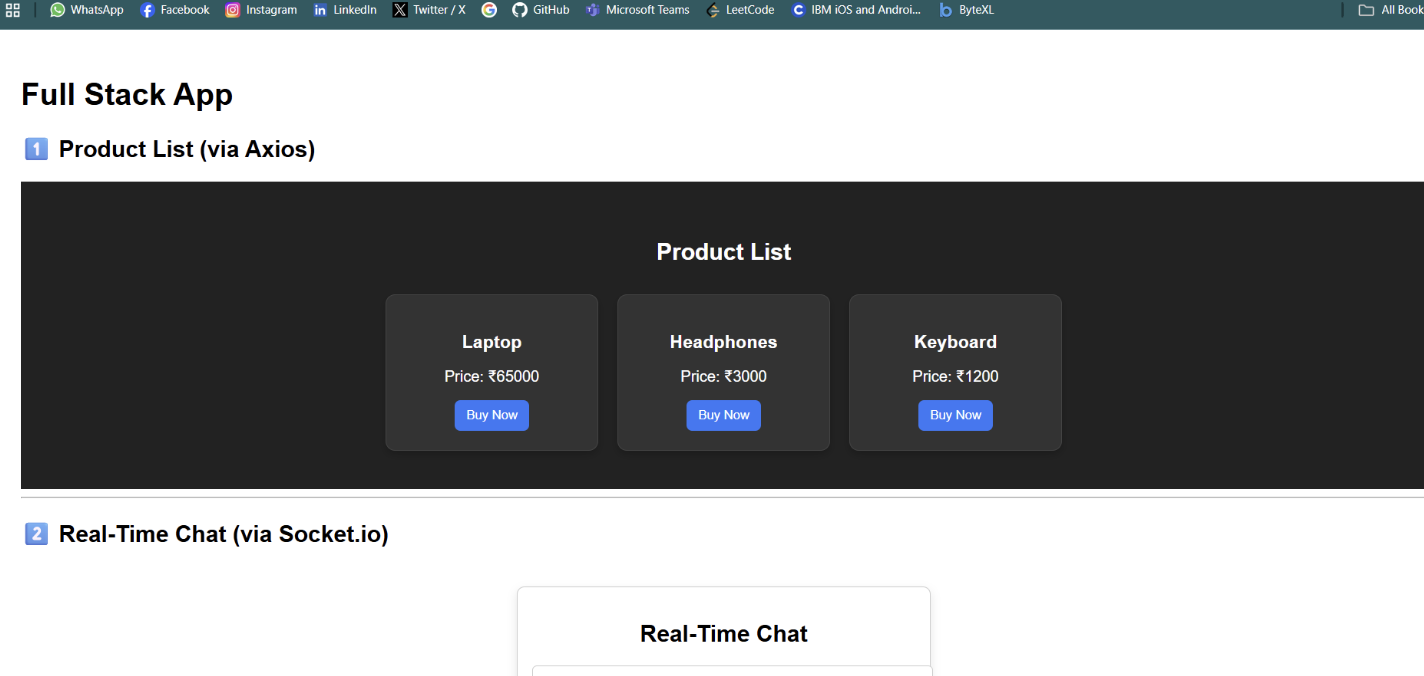 WhatsApp Facebook Instagram LinkedIn Twitter / X GitHub Microsoft Teams LeetCode IBM iOS and Androi... ByteXL All Book
Full Stack App
1 Product List (via Axios)
Product List
Laptop Headphones Keyboard
Price: ₹65000 Price: ₹3000 Price: ₹1200
Buy Now Buy Now Buy Now
2 Real-Time Chat (via Socket.io)
Real-Time Chat